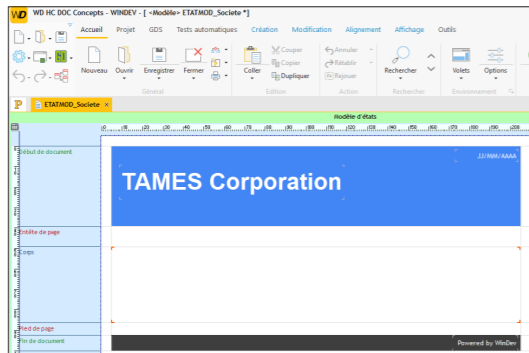 WD HC DOC Concepts - WINDEV - [ <Modèle> ETATMOD_Societe *]
Accueil Projet GDS Tests automatiques Création Modification Alignement Affichage Outils
Nouveau Ouvrir Enregistrer Fermer
Coller
Couper
Copier
Dupliquer
Annuler
Rétablir
Rejouer
Rechercher
Volets Options
Général Edition Action Rechercher Environnement
ETATMOD_Societe ×
Modèle d'états
Début de document
JJ/MM/AAAA
TAMES Corporation
Entête de page
Corps
Pied de page
Fin de document
Powered by WinDev